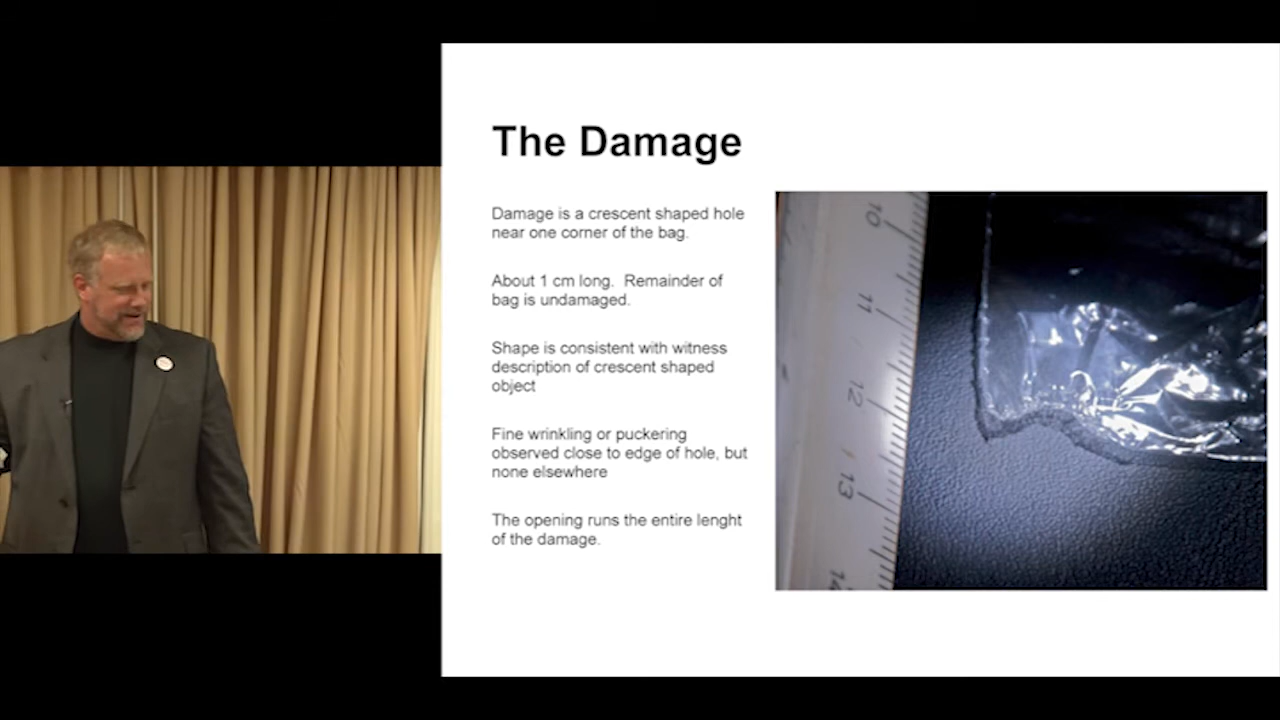 The Damage
Damage is a crescent shaped hole
near one corner of the bag.
About 1 cm long. Remainder of
bag is undamaged.
Shape is consistent with witness
description of crescent shaped
object
Fine wrinkling or puckering
observed close to edge of hole, but
none elsewhere
The opening runs the entire lenght
of the damage.
10
11
12
13
14